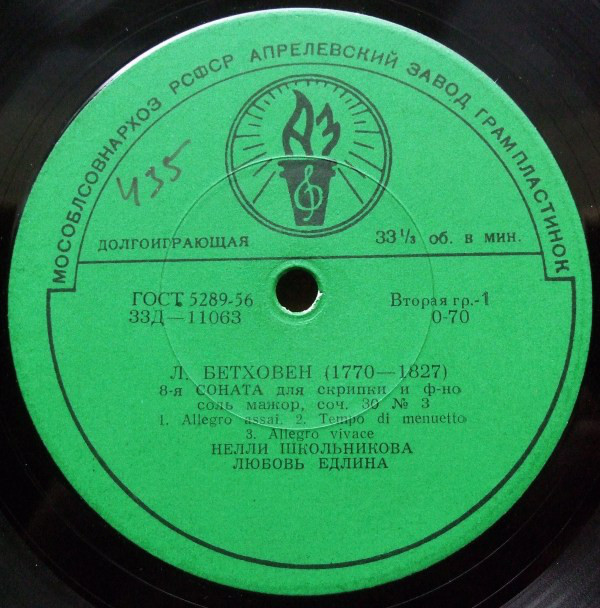 МОСОБЛСОВНАРХОЗ РСФСР АПРЕЛЕВСКИЙ ЗАВОД ГРАМПЛАСТИНОК
АЗ
435
ДОЛГОИГРАЮЩАЯ
33⅓ об. в мин.
ГОСТ 5289-56
Вторая гр.-1
33Д—11063
0-70
Л. БЕТХОВЕН (1770—1827)
8-я СОНАТА для скрипки и ф-но
соль мажор, соч. 30 № 3
1. Allegro assai. 2. Tempo di menuetto
3. Allegro vivace
НЕЛЛИ ШКОЛЬНИКОВА
ЛЮБОВЬ ЕДЛИНА